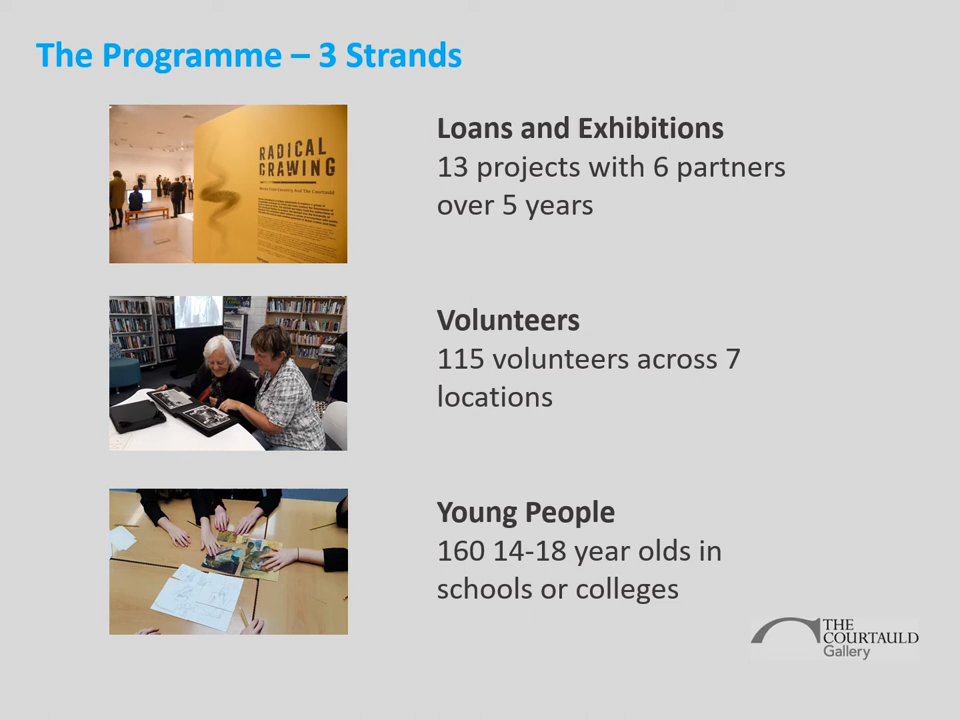 The Programme – 3 Strands
RADICAL
DRAWING
Loans and Exhibitions
13 projects with 6 partners
over 5 years
Volunteers
115 volunteers across 7
locations
Young People
160 14-18 year olds in
schools or colleges
THE
COURTAULD
Gallery